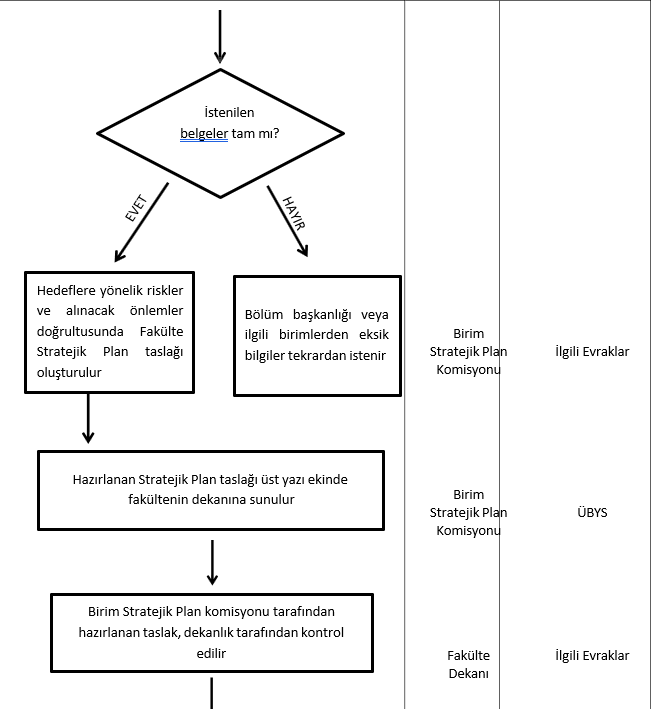 İstenilen
belgeler tam mı?
EVET
HAYIR
Hedeflere yönelik riskler
ve alınacak önlemler
doğrultusunda Fakülte
Stratejik Plan taslağı
oluşturulur
Bölüm başkanlığı veya
ilgili birimlerden eksik
bilgiler tekrardan istenir
Birim
Stratejik Plan
Komisyonu
İlgili Evraklar
Hazırlanan Stratejik Plan taslağı üst yazı ekinde
fakültenin dekanına sunulur
Birim
Stratejik Plan
Komisyonu
ÜBYS
Birim Stratejik Plan komisyonu tarafından
hazırlanan taslak, dekanlık tarafından kontrol
edilir
Fakülte
Dekanı
İlgili Evraklar